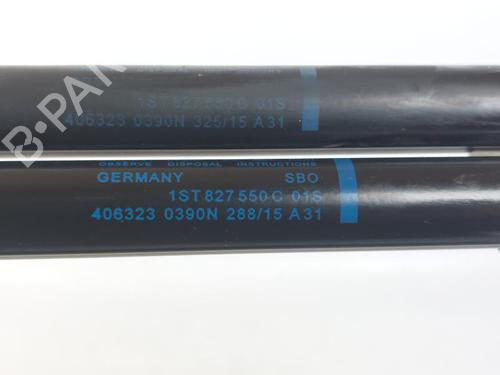 1ST 827 550 C 01S
406323 0390N 325/15 A31
OBSERVE DISPOSAL INSTRUCTIONS
GERMANY SBO
1ST 827 550 C 01S
406323 0390N 288/15 A31
B-PARTS